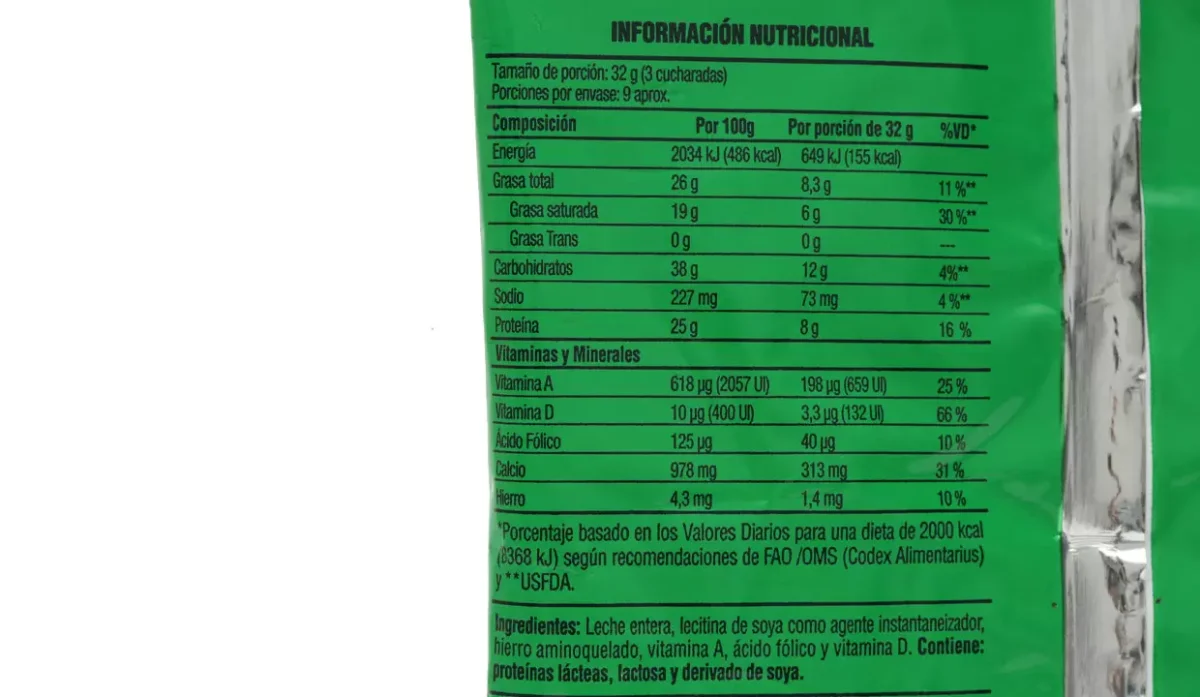 INFORMACIÓN NUTRICIONAL
Tamaño de porción: 32 g (3 cucharadas)
Porciones por envase: 9 aprox.
Composición Por 100g Por porción de 32 g %VD*
Energía 2034 kJ (486 kcal) 649 kJ (155 kcal)
Grasa total 26 g 8,3 g 11 %**
Grasa saturada 19 g 6 g 30 %**
Grasa Trans 0 g 0 g ---
Carbohidratos 38 g 12 g 4%**
Sodio 227 mg 73 mg 4 %**
Proteína 25 g 8 g 16 %
Vitaminas y Minerales
Vitamina A 618 µg (2057 UI) 198 µg (659 UI) 25 %
Vitamina D 10 µg (400 UI) 3,3 µg (132 UI) 66 %
Ácido Fólico 125 µg 40 µg 10 %
Calcio 978 mg 313 mg 31 %
Hierro 4,3 mg 1,4 mg 10 %
*Porcentaje basado en los Valores Diarios para una dieta de 2000 kcal
(8368 kJ) según recomendaciones de FAO /OMS (Codex Alimentarius)
y **USFDA.
Ingredientes: Leche entera, lecitina de soya como agente instantaneizador,
hierro aminoquelado, vitamina A, ácido fólico y vitamina D. Contiene:
proteínas lácteas, lactosa y derivado de soya.